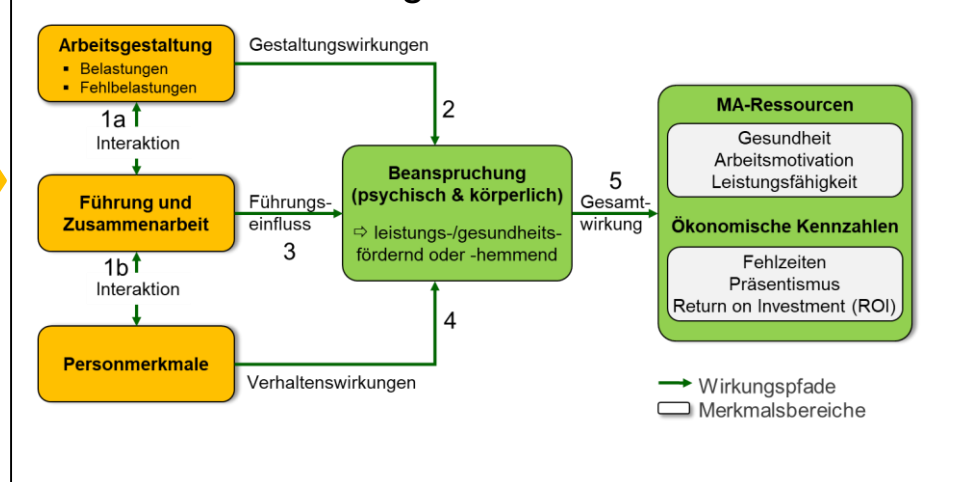 Arbeitsgestaltung
▪ Belastungen
▪ Fehlbelastungen
Gestaltungswirkungen
1a
Interaktion
2
Führung und
Zusammenarbeit
Führungs-
einfluss
3
Beanspruchung
(psychisch & körperlich)
⇨ leistungs-/gesundheits-
fördernd oder -hemmend
5
Gesamt-
wirkung
MA-Ressourcen
Gesundheit
Arbeitsmotivation
Leistungsfähigkeit
Ökonomische Kennzahlen
Fehlzeiten
Präsentismus
Return on Investment (ROI)
1b
Interaktion
4
Personmerkmale
Verhaltenswirkungen
Wirkungspfade
Merkmalsbereiche